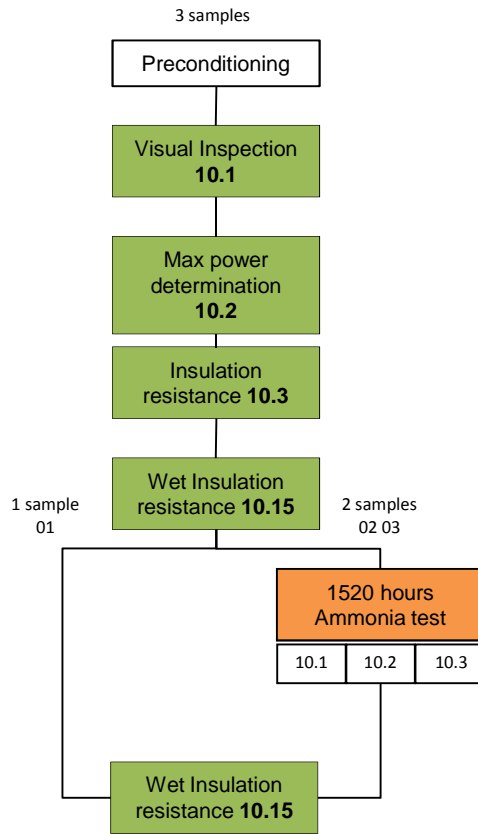 3 samples
Preconditioning
Visual Inspection
10.1
Max power
determination
10.2
Insulation
resistance 10.3
Wet Insulation
resistance 10.15
1 sample
01
2 samples
02 03
1520 hours
Ammonia test
10.1 10.2 10.3
Wet Insulation
resistance 10.15